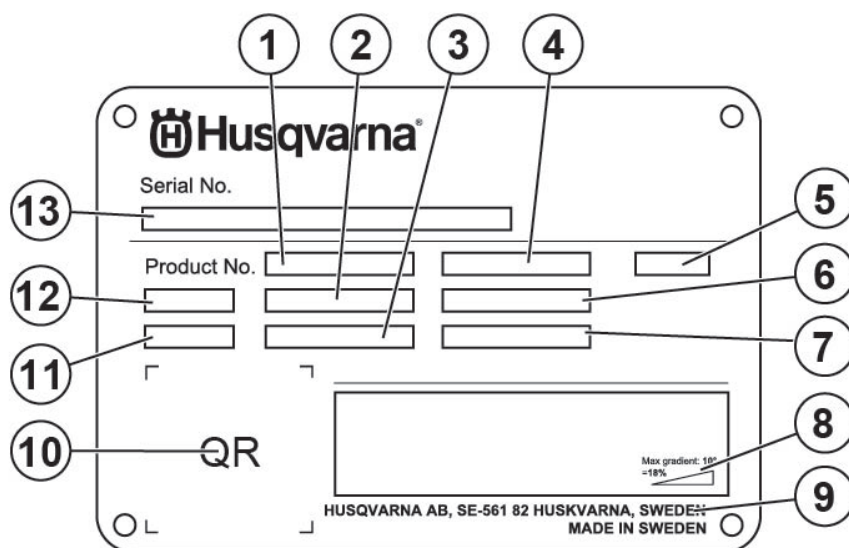 1 2 3 4
Husqvarna®
Serial No.
13
5
Product No.
12
6
11
7
10
QR
8
Max gradient: 10°
=18%
9
HUSQVARNA AB, SE-561 82 HUSKVARNA, SWEDEN
MADE IN SWEDEN